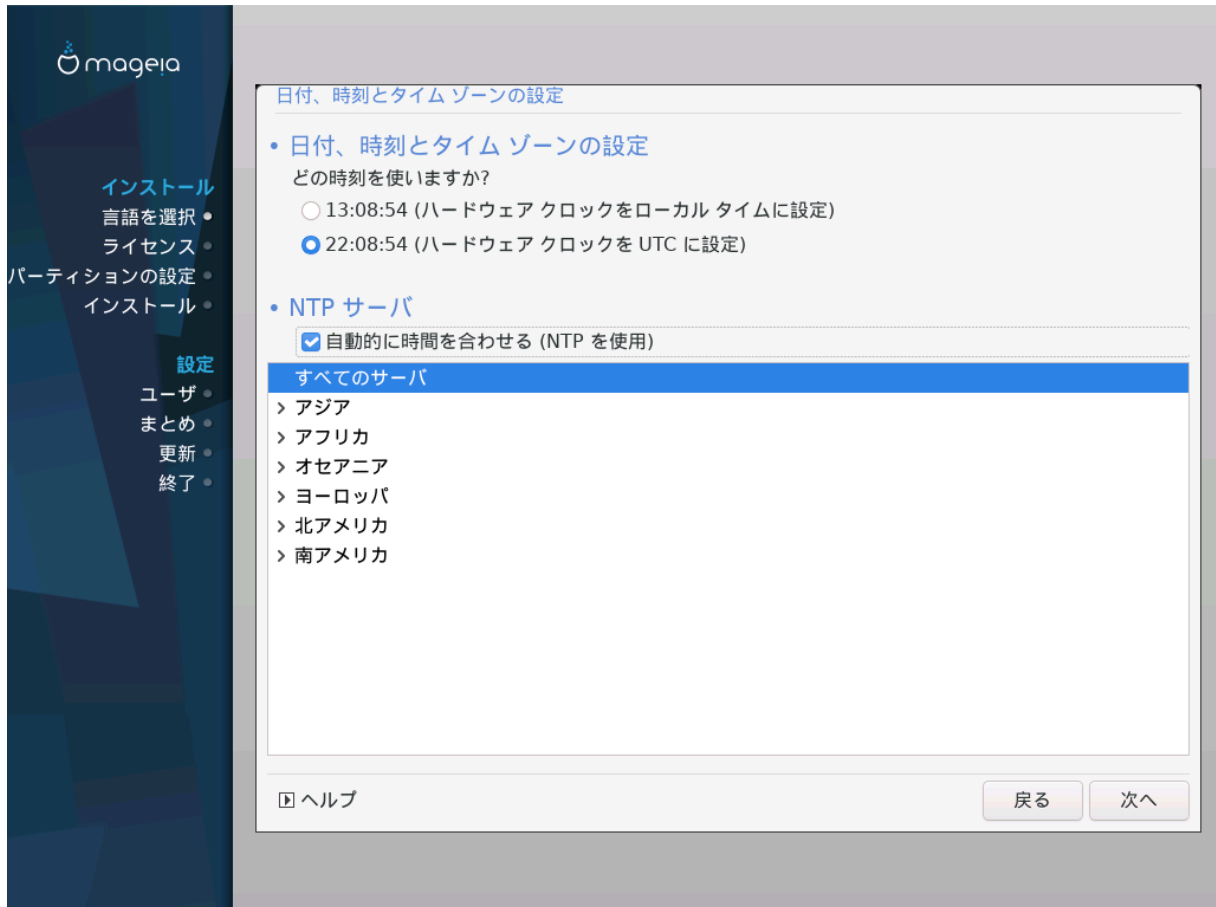 mageia
インストール
言語を選択
ライセンス
パーティションの設定
インストール
設定
ユーザ
まとめ
更新
終了
日付、時刻とタイム ゾーンの設定
日付、時刻とタイム ゾーンの設定
どの時刻を使いますか?
13:08:54 (ハードウェア クロックをローカル タイムに設定)
22:08:54 (ハードウェア クロックを UTC に設定)
NTP サーバ
自動的に時間を合わせる (NTP を使用)
すべてのサーバ
アジア
アフリカ
オセアニア
ヨーロッパ
北アメリカ
南アメリカ
ヘルプ
戻る
次へ